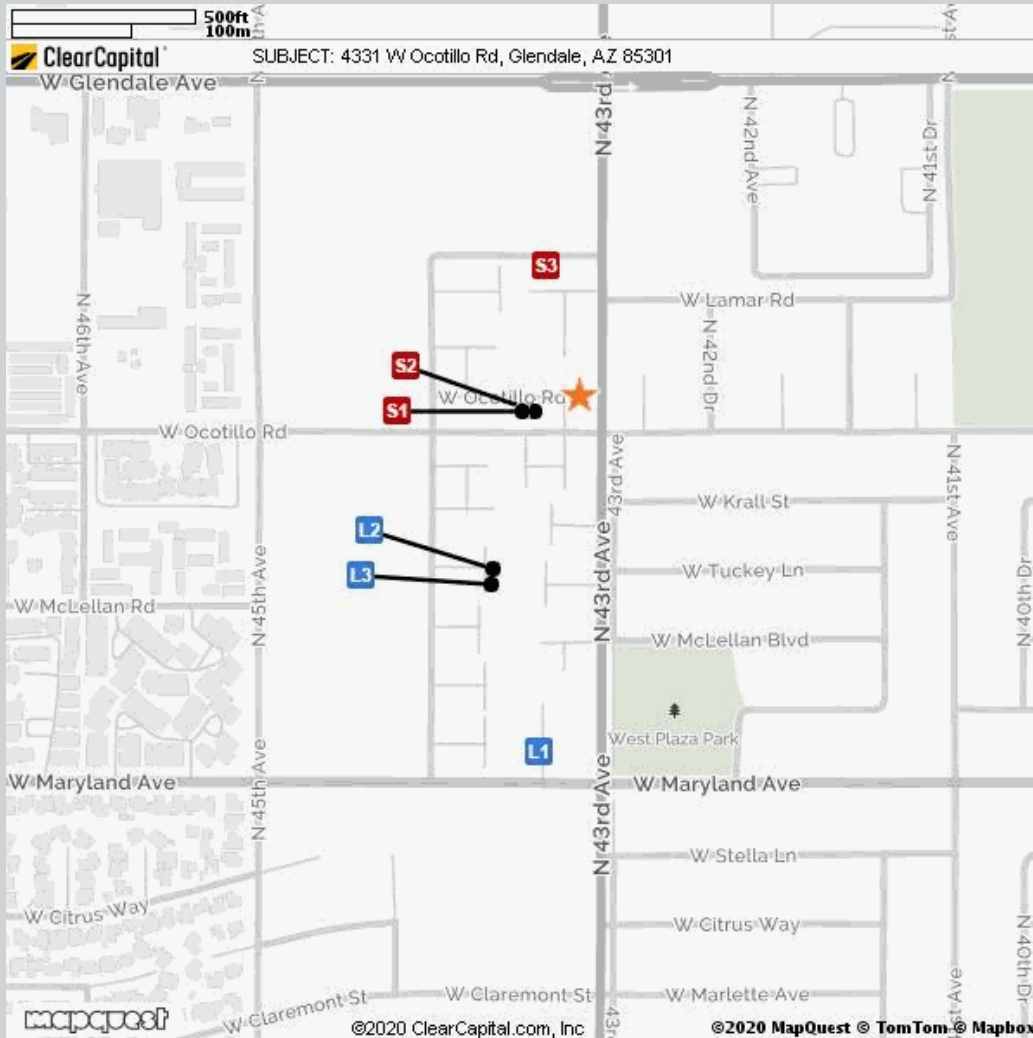 500ft
100m
ClearCapital
SUBJECT: 4331 W Ocotillo Rd, Glendale, AZ 85301
W Glendale Ave
N 43rd
N 42nd Ave
N 41st Dr
S3
W Lamar Rd
N 46th Ave
N 42nd Dr
S2
W Ocotillo Rd
S1
W Ocotillo Rd
43rd Ave
N 41st Ave
W Krall St
L2
N 43rd Ave
L3
W Tuckey Ln
N 45th Ave
N 40th Dr
W McLellan Rd
W McLellan Blvd
West Plaza Park
L1
W Maryland Ave
W Maryland Ave
N 45th Ave
N 43rd Ave
W Stella Ln
W Citrus Way
W Citrus Way
N 40th Dr
W Claremont St
W Claremont St
W Marlette Ave
mapquest
©2020 ClearCapital.com, Inc
©2020 MapQuest © TomTom © Mapbox